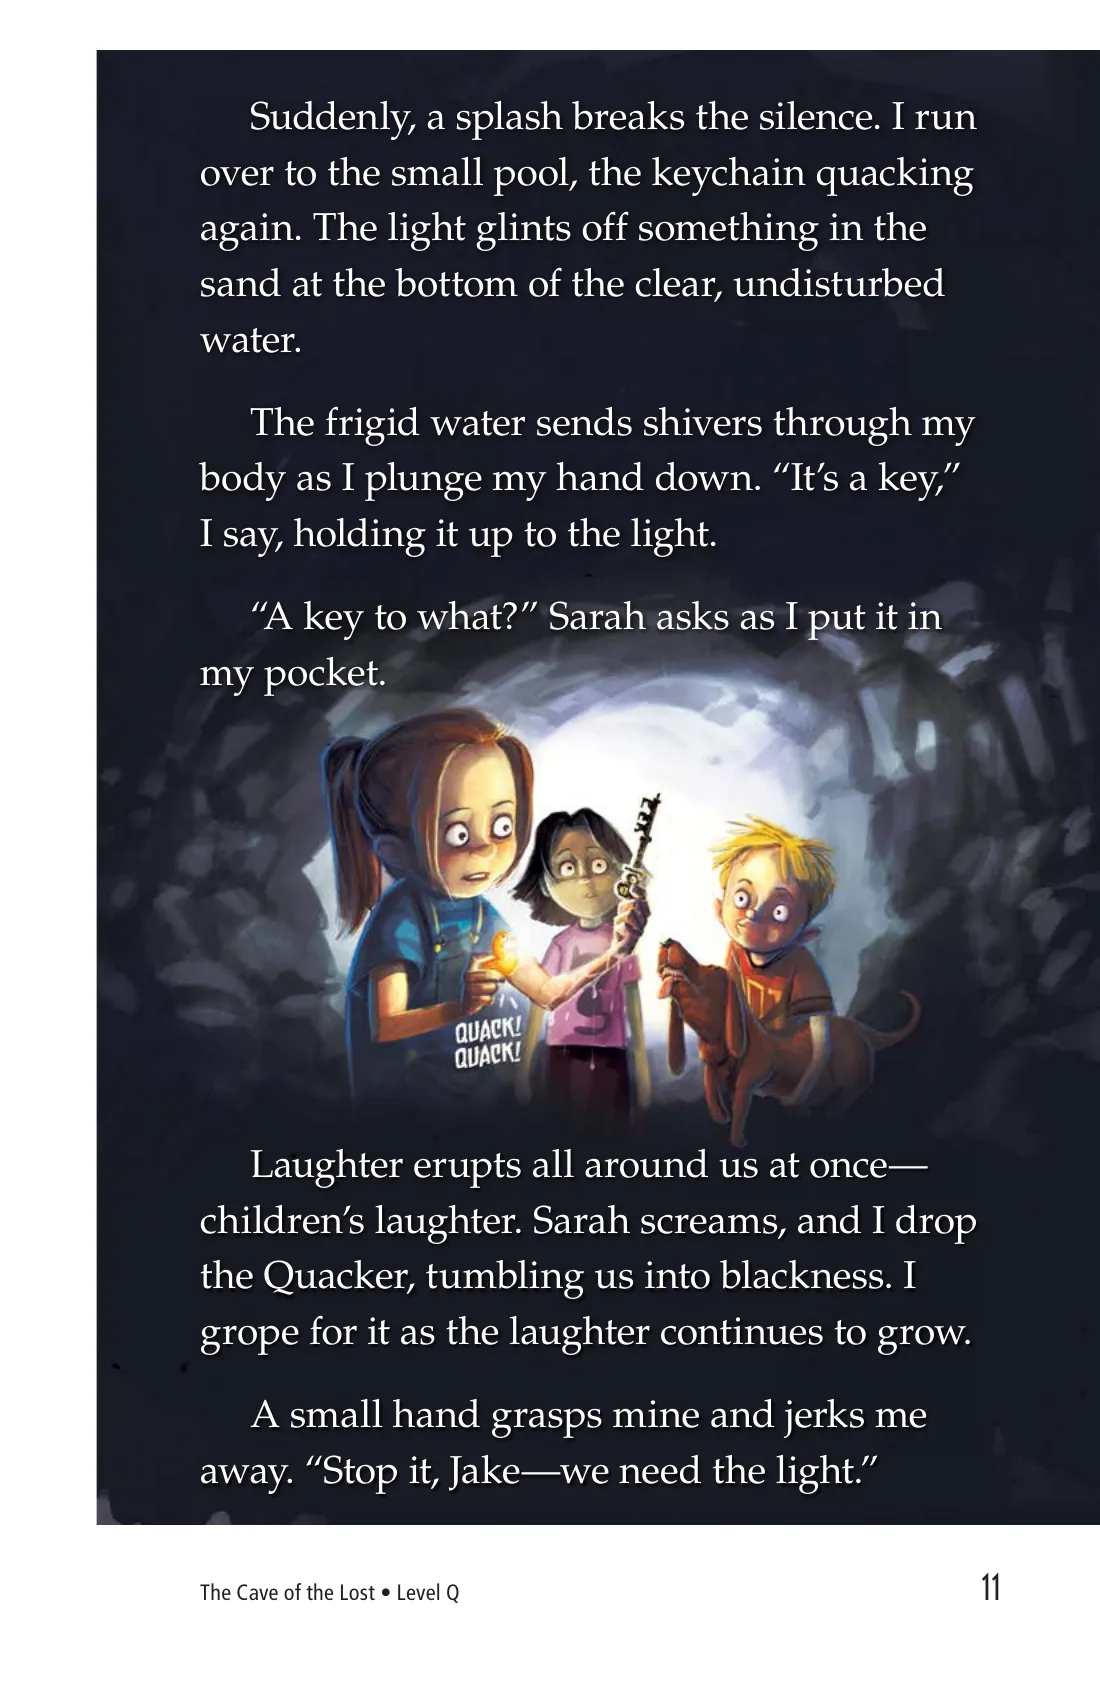 Suddenly, a splash breaks the silence. I run
over to the small pool, the keychain quacking
again. The light glints off something in the
sand at the bottom of the clear, undisturbed
water.
The frigid water sends shivers through my
body as I plunge my hand down. “It’s a key,”
I say, holding it up to the light.
“A key to what?” Sarah asks as I put it in
my pocket.
QUACK!
QUACK!
Laughter erupts all around us at once—
children’s laughter. Sarah screams, and I drop
the Quacker, tumbling us into blackness. I
grope for it as the laughter continues to grow.
A small hand grasps mine and jerks me
away. “Stop it, Jake—we need the light.”
The Cave of the Lost • Level Q
11